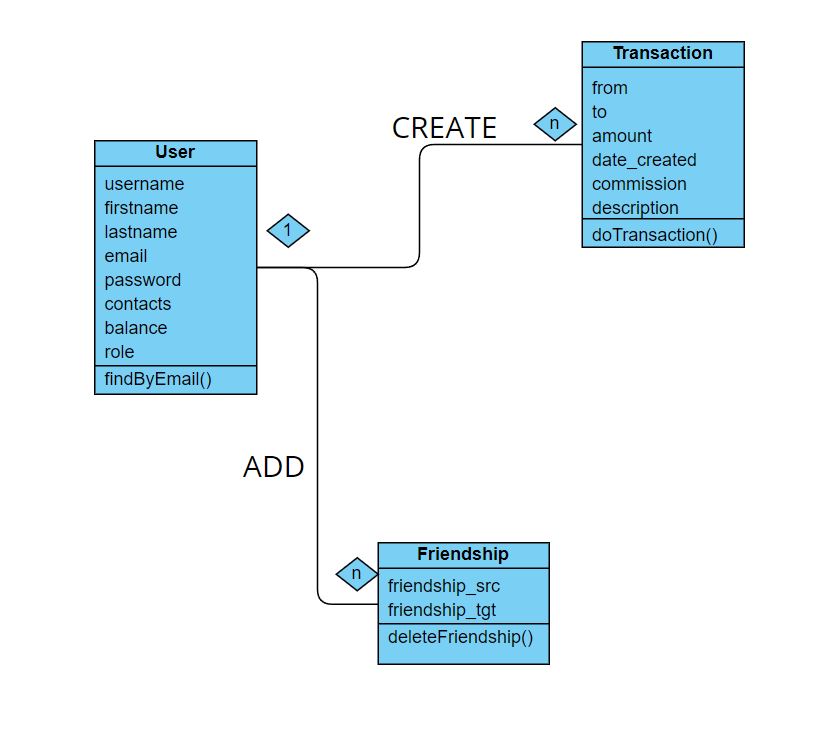 Transaction
from
to
amount
date_created
commission
description
doTransaction()
CREATE
n
User
username
firstname
lastname
email
password
contacts
balance
role
findByEmail()
1
ADD
n
Friendship
friendship_src
friendship_tgt
deleteFriendship()